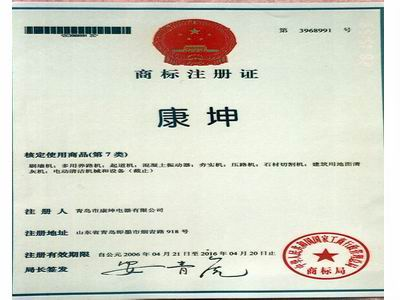 第 3968991 号
商标注册证
康坤
核定使用商品(第 7 类)
刷墙机；多用养路机；起道机；混凝土振动器；夯实机；压路机；石材切割机；建筑用地面清
灰机；电动清洁机械和设备（截止）
注册人 青岛市康坤电器有限公司
注册地址 山东省青岛即墨市烟青路 918 号
注册有效期限 自公元 2006 年 04 月 21 日至 2016 年 04 月 20 日止
局长签发 安青虎
中华人民共和国国家工商行政管理总局
商标局